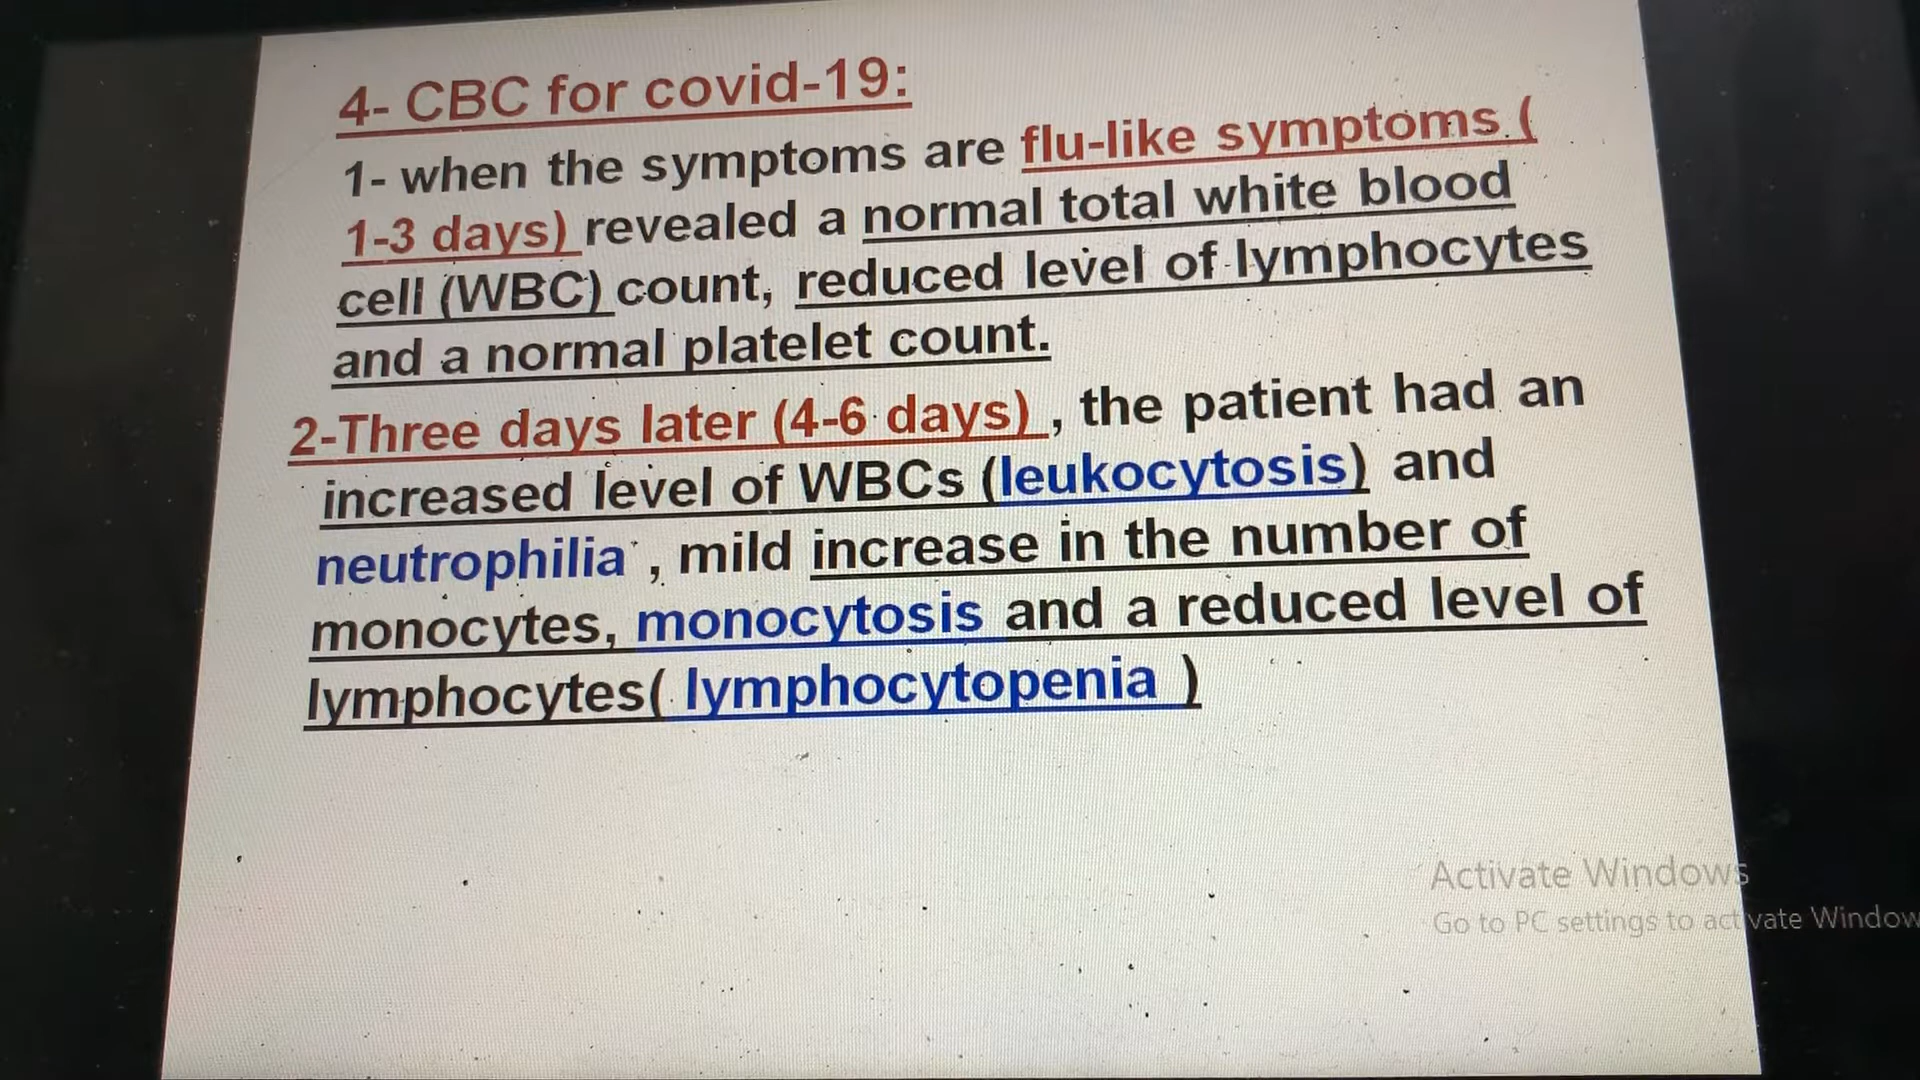 4- CBC for covid-19:
1- when the symptoms are flu-like symptoms (
1-3 days) revealed a normal total white blood
cell (WBC) count, reduced level of lymphocytes
and a normal platelet count.
2-Three days later (4-6 days) , the patient had an
increased level of WBCs (leukocytosis) and
neutrophilia , mild increase in the number of
monocytes, monocytosis and a reduced level of
lymphocytes( lymphocytopenia )
Activate Windows
Go to PC settings to activate Window